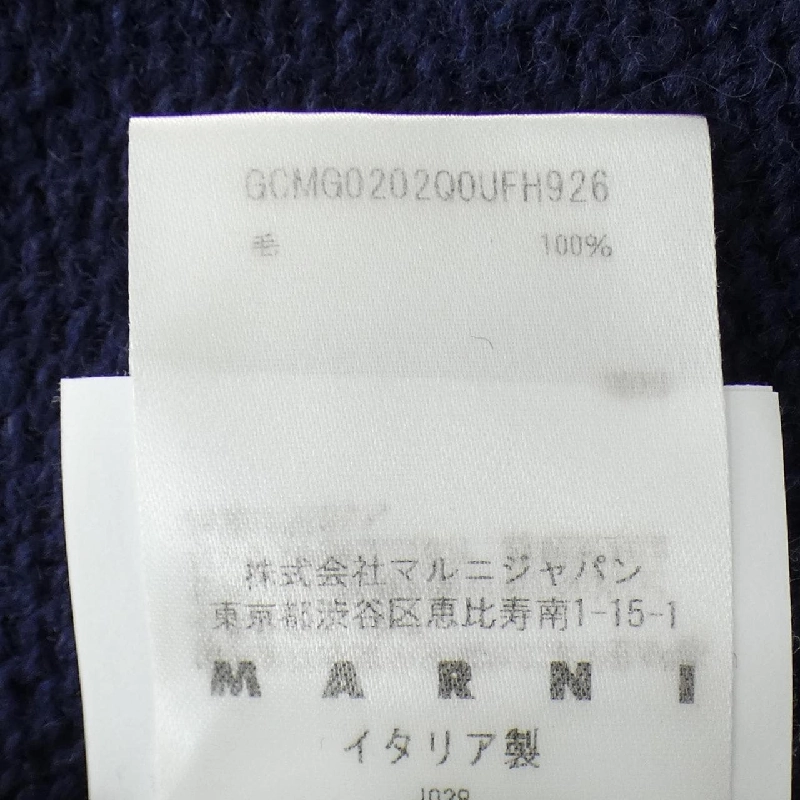 GCMG0202Q0UFH926
毛 100%
株式会社マルニジャパン
東京都渋谷区恵比寿南1-15-1
MARNI
イタリア製